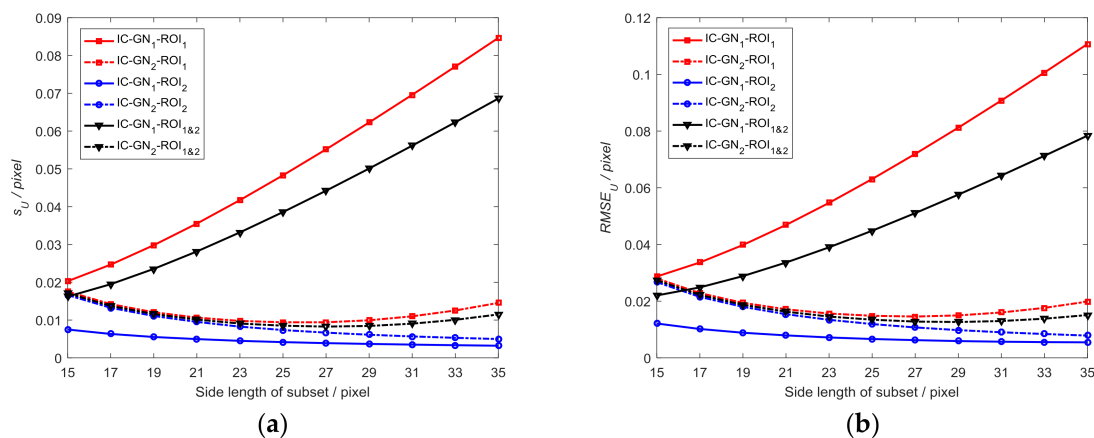 0.09
0.08
0.07
0.06
0.05
0.04
0.03
0.02
0.01
0
s_U / pixel
IC-GN₁-ROI₁
IC-GN₂-ROI₁
IC-GN₁-ROI₂
IC-GN₂-ROI₂
IC-GN₁-ROI₁&₂
IC-GN₂-ROI₁&₂
15 17 19 21 23 25 27 29 31 33 35
Side length of subset / pixel
(a)
0.12
0.1
0.08
0.06
0.04
0.02
0
RMSE_U / pixel
IC-GN₁-ROI₁
IC-GN₂-ROI₁
IC-GN₁-ROI₂
IC-GN₂-ROI₂
IC-GN₁-ROI₁&₂
IC-GN₂-ROI₁&₂
15 17 19 21 23 25 27 29 31 33 35
Side length of subset / pixel
(b)